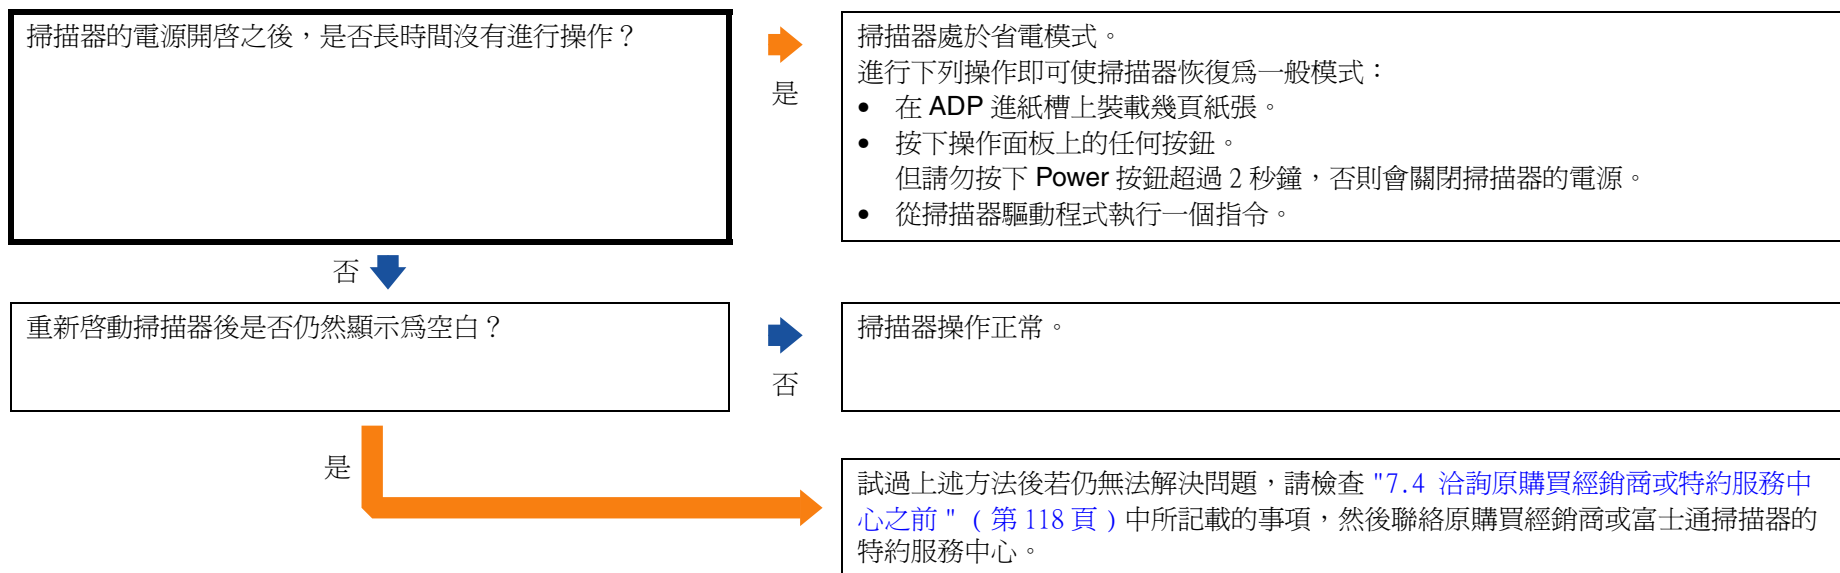 掃描器的電源開啓之後，是否長時間沒有進行操作？
是
掃描器處於省電模式。
進行下列操作即可使掃描器恢復爲一般模式：
• 在 ADP 進紙槽上裝載幾頁紙張。
• 按下操作面板上的任何按鈕。
但請勿按下 Power 按鈕超過 2 秒鐘，否則會關閉掃描器的電源。
• 從掃描器驅動程式執行一個指令。
否
重新啓動掃描器後是否仍然顯示爲空白？
否
掃描器操作正常。
是
試過上述方法後若仍無法解決問題，請檢查 "7.4 洽詢原購買經銷商或特約服務中
心之前 " ( 第 118 頁 ) 中所記載的事項，然後聯絡原購買經銷商或富士通掃描器的
特約服務中心。